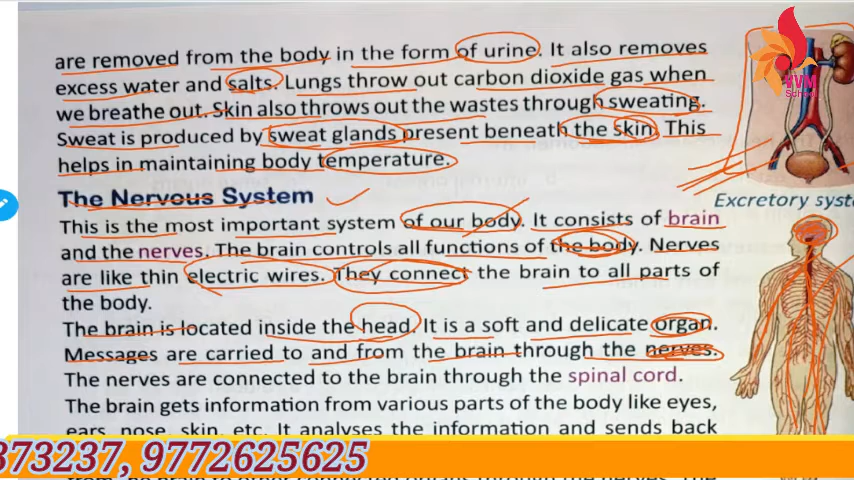 are removed from the body in the form of urine. It also removes
excess water and salts. Lungs throw out carbon dioxide gas when
we breathe out. Skin also throws out the wastes through sweating.
Sweat is produced by sweat glands present beneath the skin. This
helps in maintaining body temperature.
The Nervous System
This is the most important system of our body. It consists of brain
and the nerves. The brain controls all functions of the body. Nerves
are like thin electric wires. They connect the brain to all parts of
the body.
The brain is located inside the head. It is a soft and delicate organ.
Messages are carried to and from the brain through the nerves.
The nerves are connected to the brain through the spinal cord.
The brain gets information from various parts of the body like eyes,
ears, nose, skin, etc. It analyses the information and sends back
VVM
School
Excretory syste
373237, 9772625625